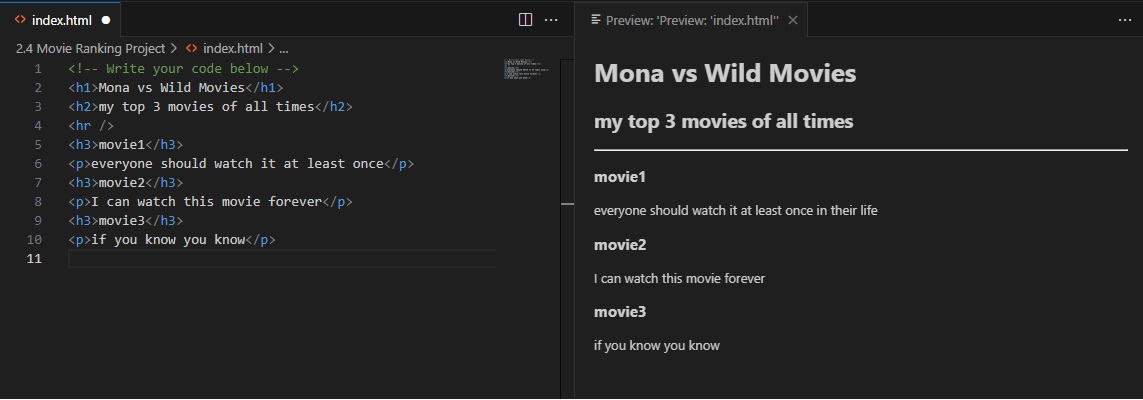 index.html
Preview: 'Preview: 'index.html''
2.4 Movie Ranking Project > index.html > ...
1 <!-- Write your code below -->
2 <h1>Mona vs Wild Movies</h1>
3 <h2>my top 3 movies of all times</h2>
4 <hr />
5 <h3>movie1</h3>
6 <p>everyone should watch it at least once</p>
7 <h3>movie2</h3>
8 <p>I can watch this movie forever</p>
9 <h3>movie3</h3>
10 <p>if you know you know</p>
11
Mona vs Wild Movies
my top 3 movies of all times
movie1
everyone should watch it at least once in their life
movie2
I can watch this movie forever
movie3
if you know you know